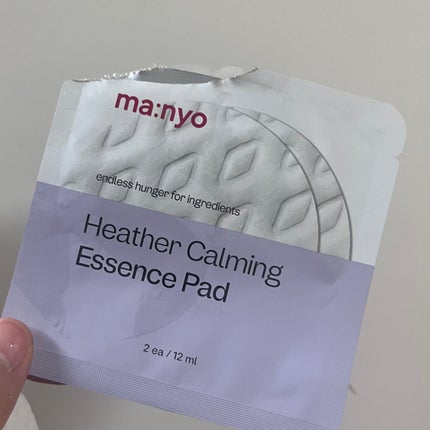 ma:nyo
endless hunger for ingredients
Heather Calming
Essence Pad
2 ea / 12 ml